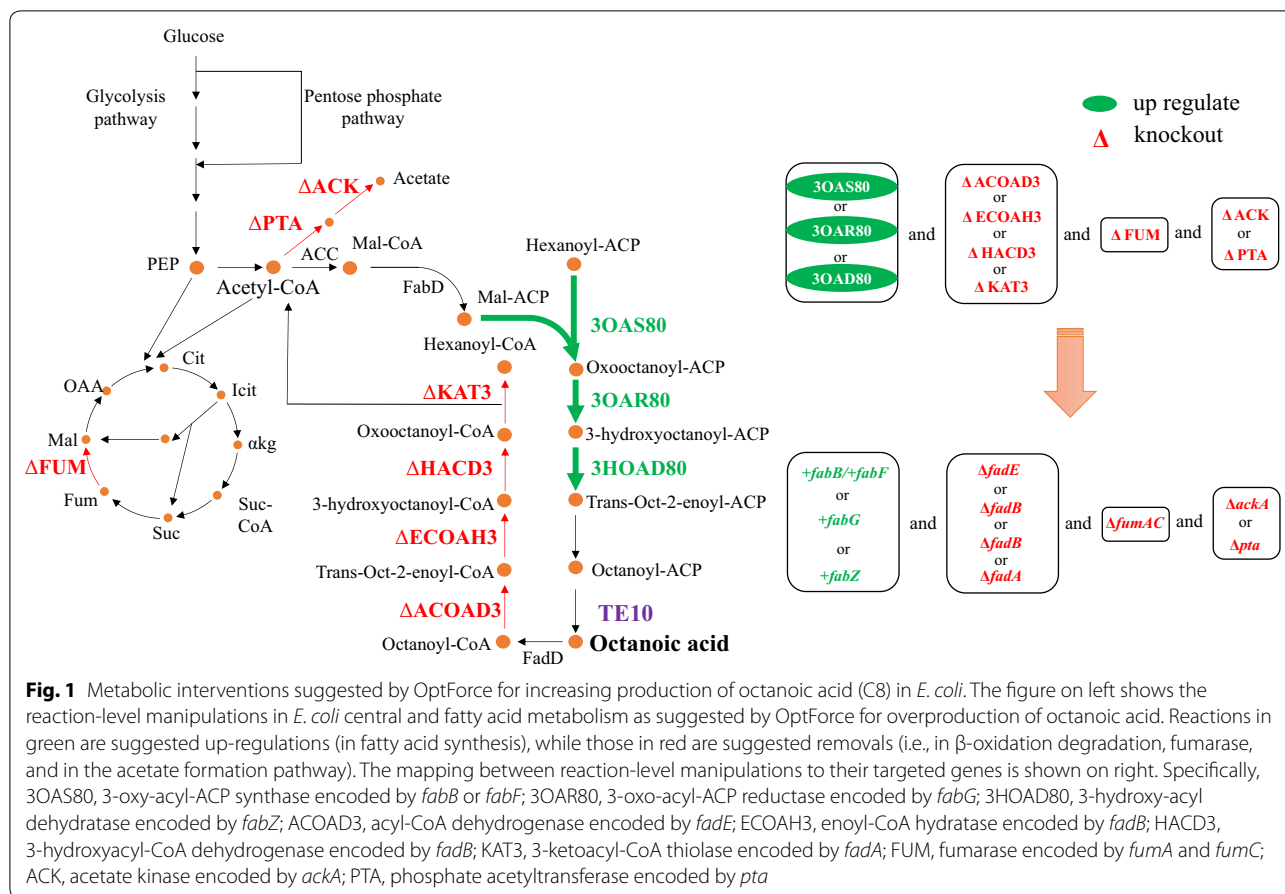 Glucose
Glycolysis
pathway
Pentose phosphate
pathway
ΔACK
Acetate
ΔPTA
PEP
Acetyl-CoA
ACC
Mal-CoA
FabD
Mal-ACP
Hexanoyl-ACP
3OAS80
Hexanoyl-CoA
Oxooctanoyl-ACP
ΔKAT3
3OAR80
Oxooctanoyl-CoA
3-hydroxyoctanoyl-ACP
ΔHACD3
3HOAD80
3-hydroxyoctanoyl-CoA
Trans-Oct-2-enoyl-ACP
ΔECOAH3
Trans-Oct-2-enoyl-CoA
Octanoyl-ACP
ΔACOAD3
TE10
Octanoyl-CoA
FadD
Octanoic acid
Cit
OAA
Icit
Mal
αkg
ΔFUM
Fum
Suc
Suc-
CoA
up regulate
Δ knockout
3OAS80
or
3OAR80
or
3OAD80
and
Δ ACOAD3
or
Δ ECOAH3
or
Δ HACD3
or
Δ KAT3
and
Δ FUM
and
Δ ACK
or
Δ PTA
+fabB/+fabF
or
+fabG
or
+fabZ
and
ΔfadE
or
ΔfadB
or
ΔfadB
or
ΔfadA
and
ΔfumAC
and
ΔackA
or
Δpta
Fig. 1 Metabolic interventions suggested by OptForce for increasing production of octanoic acid (C8) in E. coli. The figure on left shows the
reaction-level manipulations in E. coli central and fatty acid metabolism as suggested by OptForce for overproduction of octanoic acid. Reactions in
green are suggested up-regulations (in fatty acid synthesis), while those in red are suggested removals (i.e., in β-oxidation degradation, fumarase,
and in the acetate formation pathway). The mapping between reaction-level manipulations to their targeted genes is shown on right. Specifically,
3OAS80, 3-oxy-acyl-ACP synthase encoded by fabB or fabF; 3OAR80, 3-oxo-acyl-ACP reductase encoded by fabG; 3HOAD80, 3-hydroxy-acyl
dehydratase encoded by fabZ; ACOAD3, acyl-CoA dehydrogenase encoded by fadE; ECOAH3, enoyl-CoA hydratase encoded by fadB; HACD3,
3-hydroxyacyl-CoA dehydrogenase encoded by fadB; KAT3, 3-ketoacyl-CoA thiolase encoded by fadA; FUM, fumarase encoded by fumA and fumC;
ACK, acetate kinase encoded by ackA; PTA, phosphate acetyltransferase encoded by pta